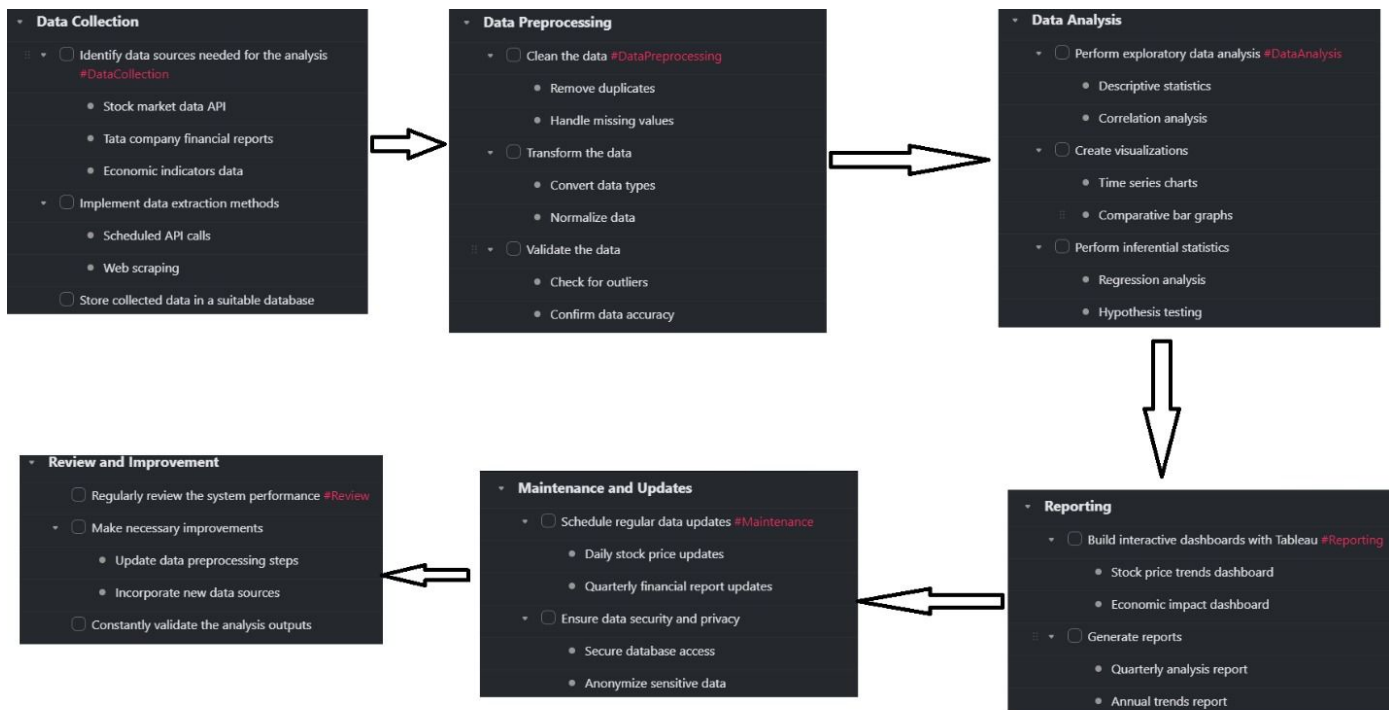 Data Collection
Identify data sources needed for the analysis
#DataCollection
Stock market data API
Tata company financial reports
Economic indicators data
Implement data extraction methods
Scheduled API calls
Web scraping
Store collected data in a suitable database
Data Preprocessing
Clean the data #DataPreprocessing
Remove duplicates
Handle missing values
Transform the data
Convert data types
Normalize data
Validate the data
Check for outliers
Confirm data accuracy
Data Analysis
Perform exploratory data analysis #DataAnalysis
Descriptive statistics
Correlation analysis
Create visualizations
Time series charts
Comparative bar graphs
Perform inferential statistics
Regression analysis
Hypothesis testing
Reporting
Build interactive dashboards with Tableau #Reporting
Stock price trends dashboard
Economic impact dashboard
Generate reports
Quarterly analysis report
Annual trends report
Maintenance and Updates
Schedule regular data updates #Maintenance
Daily stock price updates
Quarterly financial report updates
Ensure data security and privacy
Secure database access
Anonymize sensitive data
Review and Improvement
Regularly review the system performance #Review
Make necessary improvements
Update data preprocessing steps
Incorporate new data sources
Constantly validate the analysis outputs